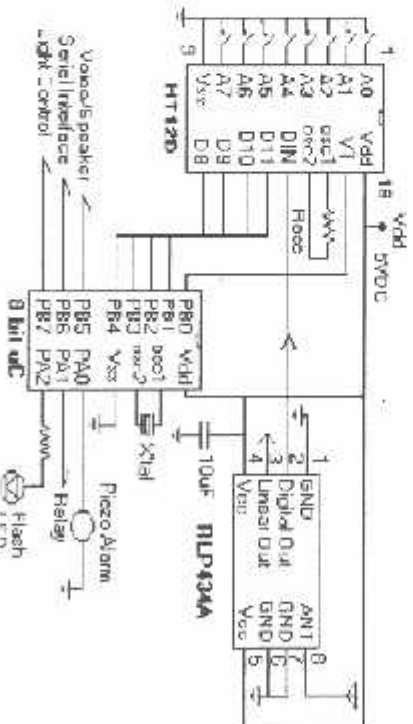 Vdd
5VDC
1
18
A0 Vdd
A1 VT
A2 osc1
A3 osc2
A4 DIN
A5 D11
A6 D10
A7 D9
Vss D8
9
HT12D
Rosc
PB0 Vdd
PB1
PB2 osc1
PB3 osc2
PB4 Vss
PB5 PA0
PB6 PA1
PB7 PA2
8 bit uC
Voice/Speaker
Serial Interface
Light Control
Xtal
Piezo Alarm
Relay
Flash
10uF
RLP434A
1 GND
2 Digital Out
3 Linear Out
4 Vcc
ANT 8
GND 7
GND 6
Vcc 5